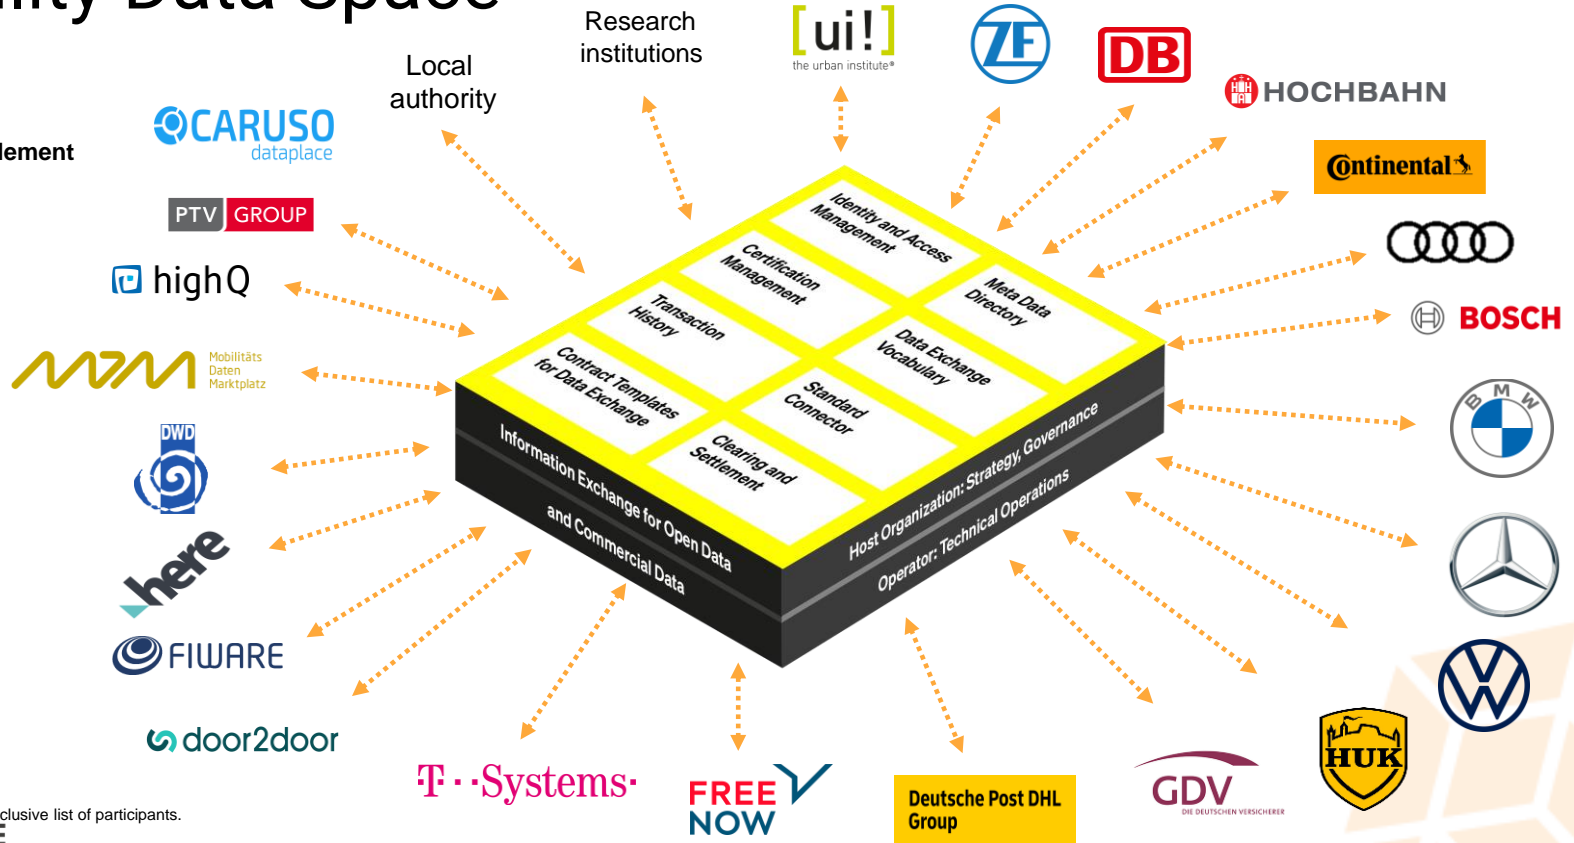 ility Data Space
Research
institutions
[ui!]
the urban institute®
ZF
DB
HOCHBAHN
Local
authority
CARUSO
dataplace
lement
Continental
PTV GROUP
highQ
BOSCH
Mobilitäts
Daten
Marktplatz
MDM
BMW
DWD
here
FIWARE
door2door
T··Systems·
FREE
NOW
Deutsche Post DHL
Group
GDV
DIE DEUTSCHEN VERSICHERER
HUK
VW
Identity and Access
Management
Certification
Management
Meta Data
Directory
Transaction
History
Data Exchange
Vocabulary
Contract Templates
for Data Exchange
Standard
Connector
Clearing and
Settlement
Information Exchange for Open Data
and Commercial Data
Host Organization: Strategy, Governance
Operator: Technical Operations
clusive list of participants.